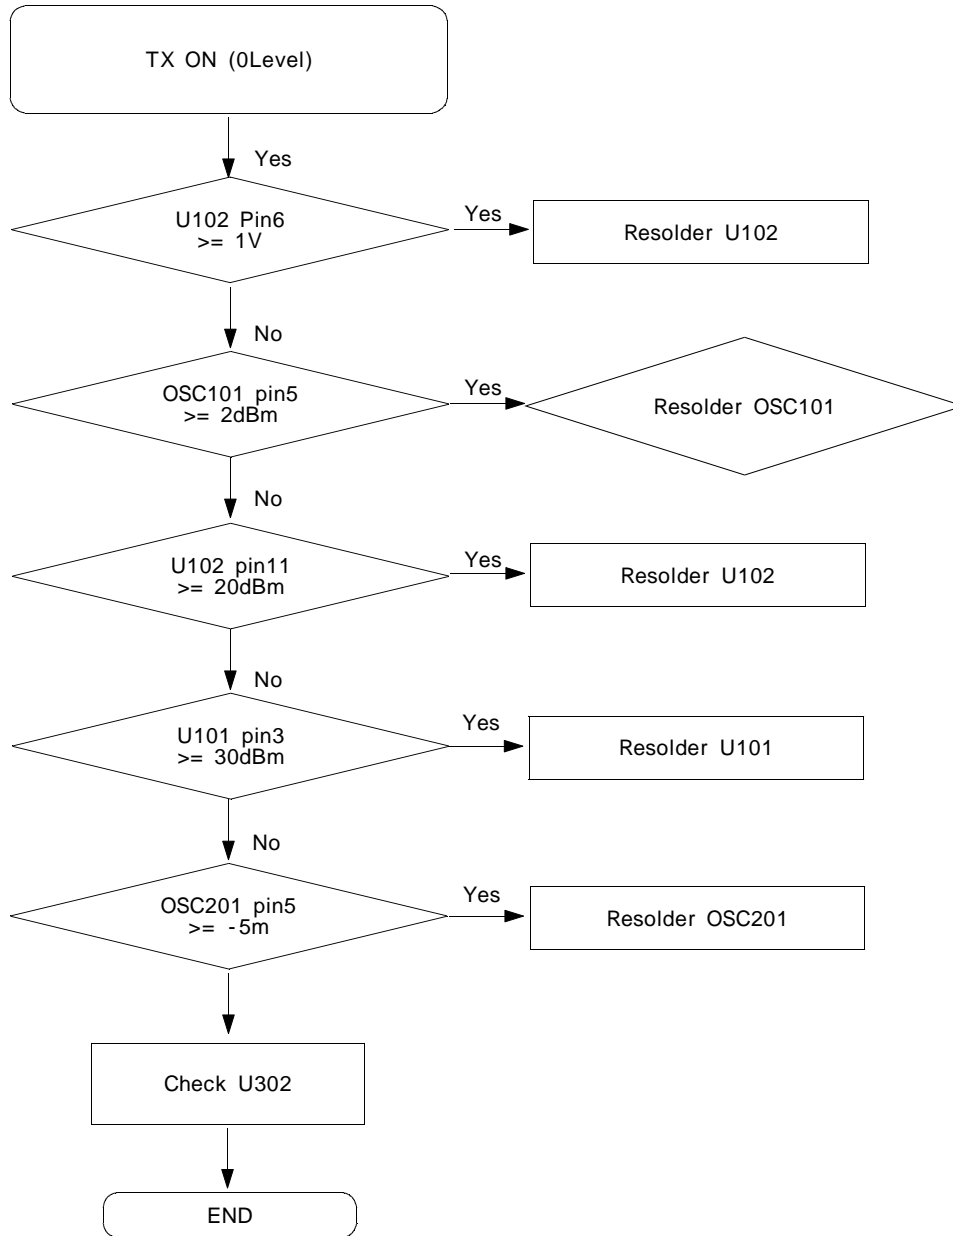 TX ON (0Level)
Yes
U102 Pin6
>= 1V
Yes
Resolder U102
No
OSC101 pin5
>= 2dBm
Yes
Resolder OSC101
No
U102 pin11
>= 20dBm
Yes
Resolder U102
No
U101 pin3
>= 30dBm
Yes
Resolder U101
No
OSC201 pin5
>= -5m
Yes
Resolder OSC201
Check U302
END